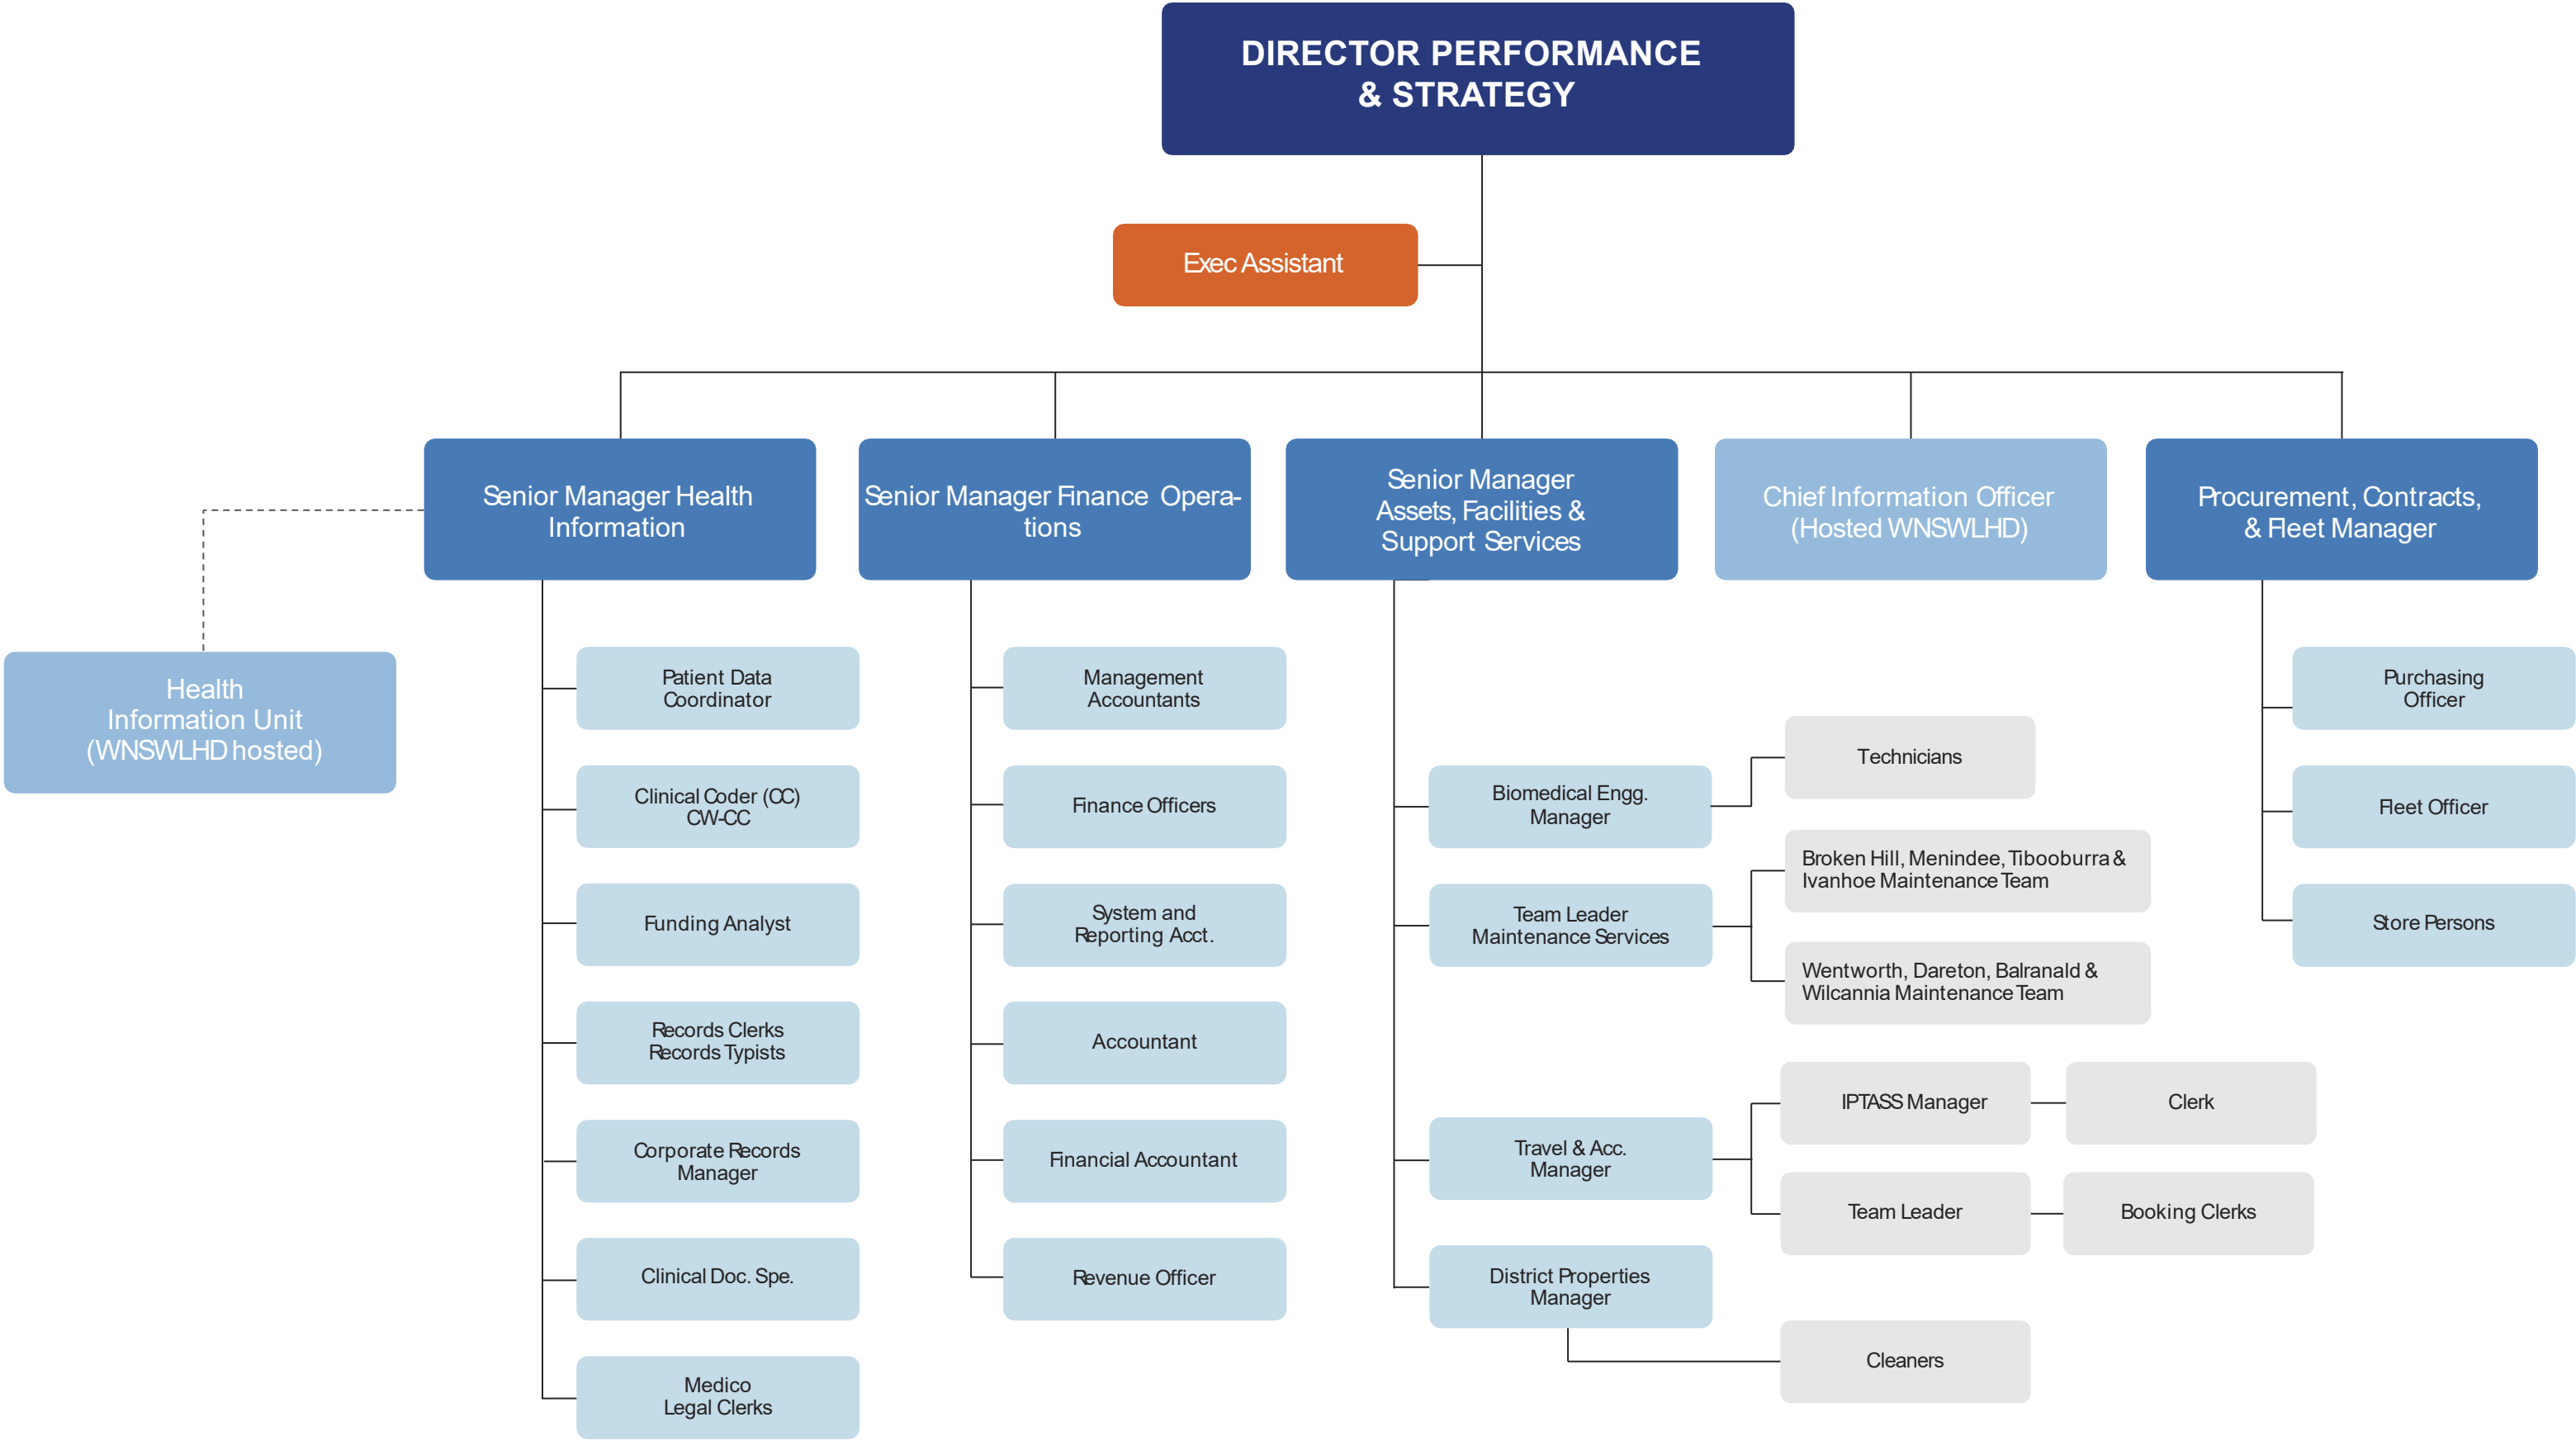 DIRECTOR PERFORMANCE
& STRATEGY
Exec Assistant
Senior Manager Health
Information
Senior Manager Finance Opera-
tions
Senior Manager
Assets, Facilities &
Support Services
Chief Information Officer
(Hosted WNSWLHD)
Procurement, Contracts,
& Fleet Manager
Health
Information Unit
(WNSWLHD hosted)
Patient Data
Coordinator
Clinical Coder (CC)
CW-CC
Funding Analyst
Records Clerks
Records Typists
Corporate Records
Manager
Clinical Doc. Spe.
Medico
Legal Clerks
Management
Accountants
Finance Officers
System and
Reporting Acct.
Accountant
Financial Accountant
Revenue Officer
Biomedical Engg.
Manager
Technicians
Team Leader
Maintenance Services
Broken Hill, Menindee, Tibooburra &
Ivanhoe Maintenance Team
Wentworth, Dareton, Balranald &
Wilcannia Maintenance Team
Travel & Acc.
Manager
IPTASS Manager
Clerk
Team Leader
Booking Clerks
District Properties
Manager
Cleaners
Purchasing
Officer
Fleet Officer
Store Persons